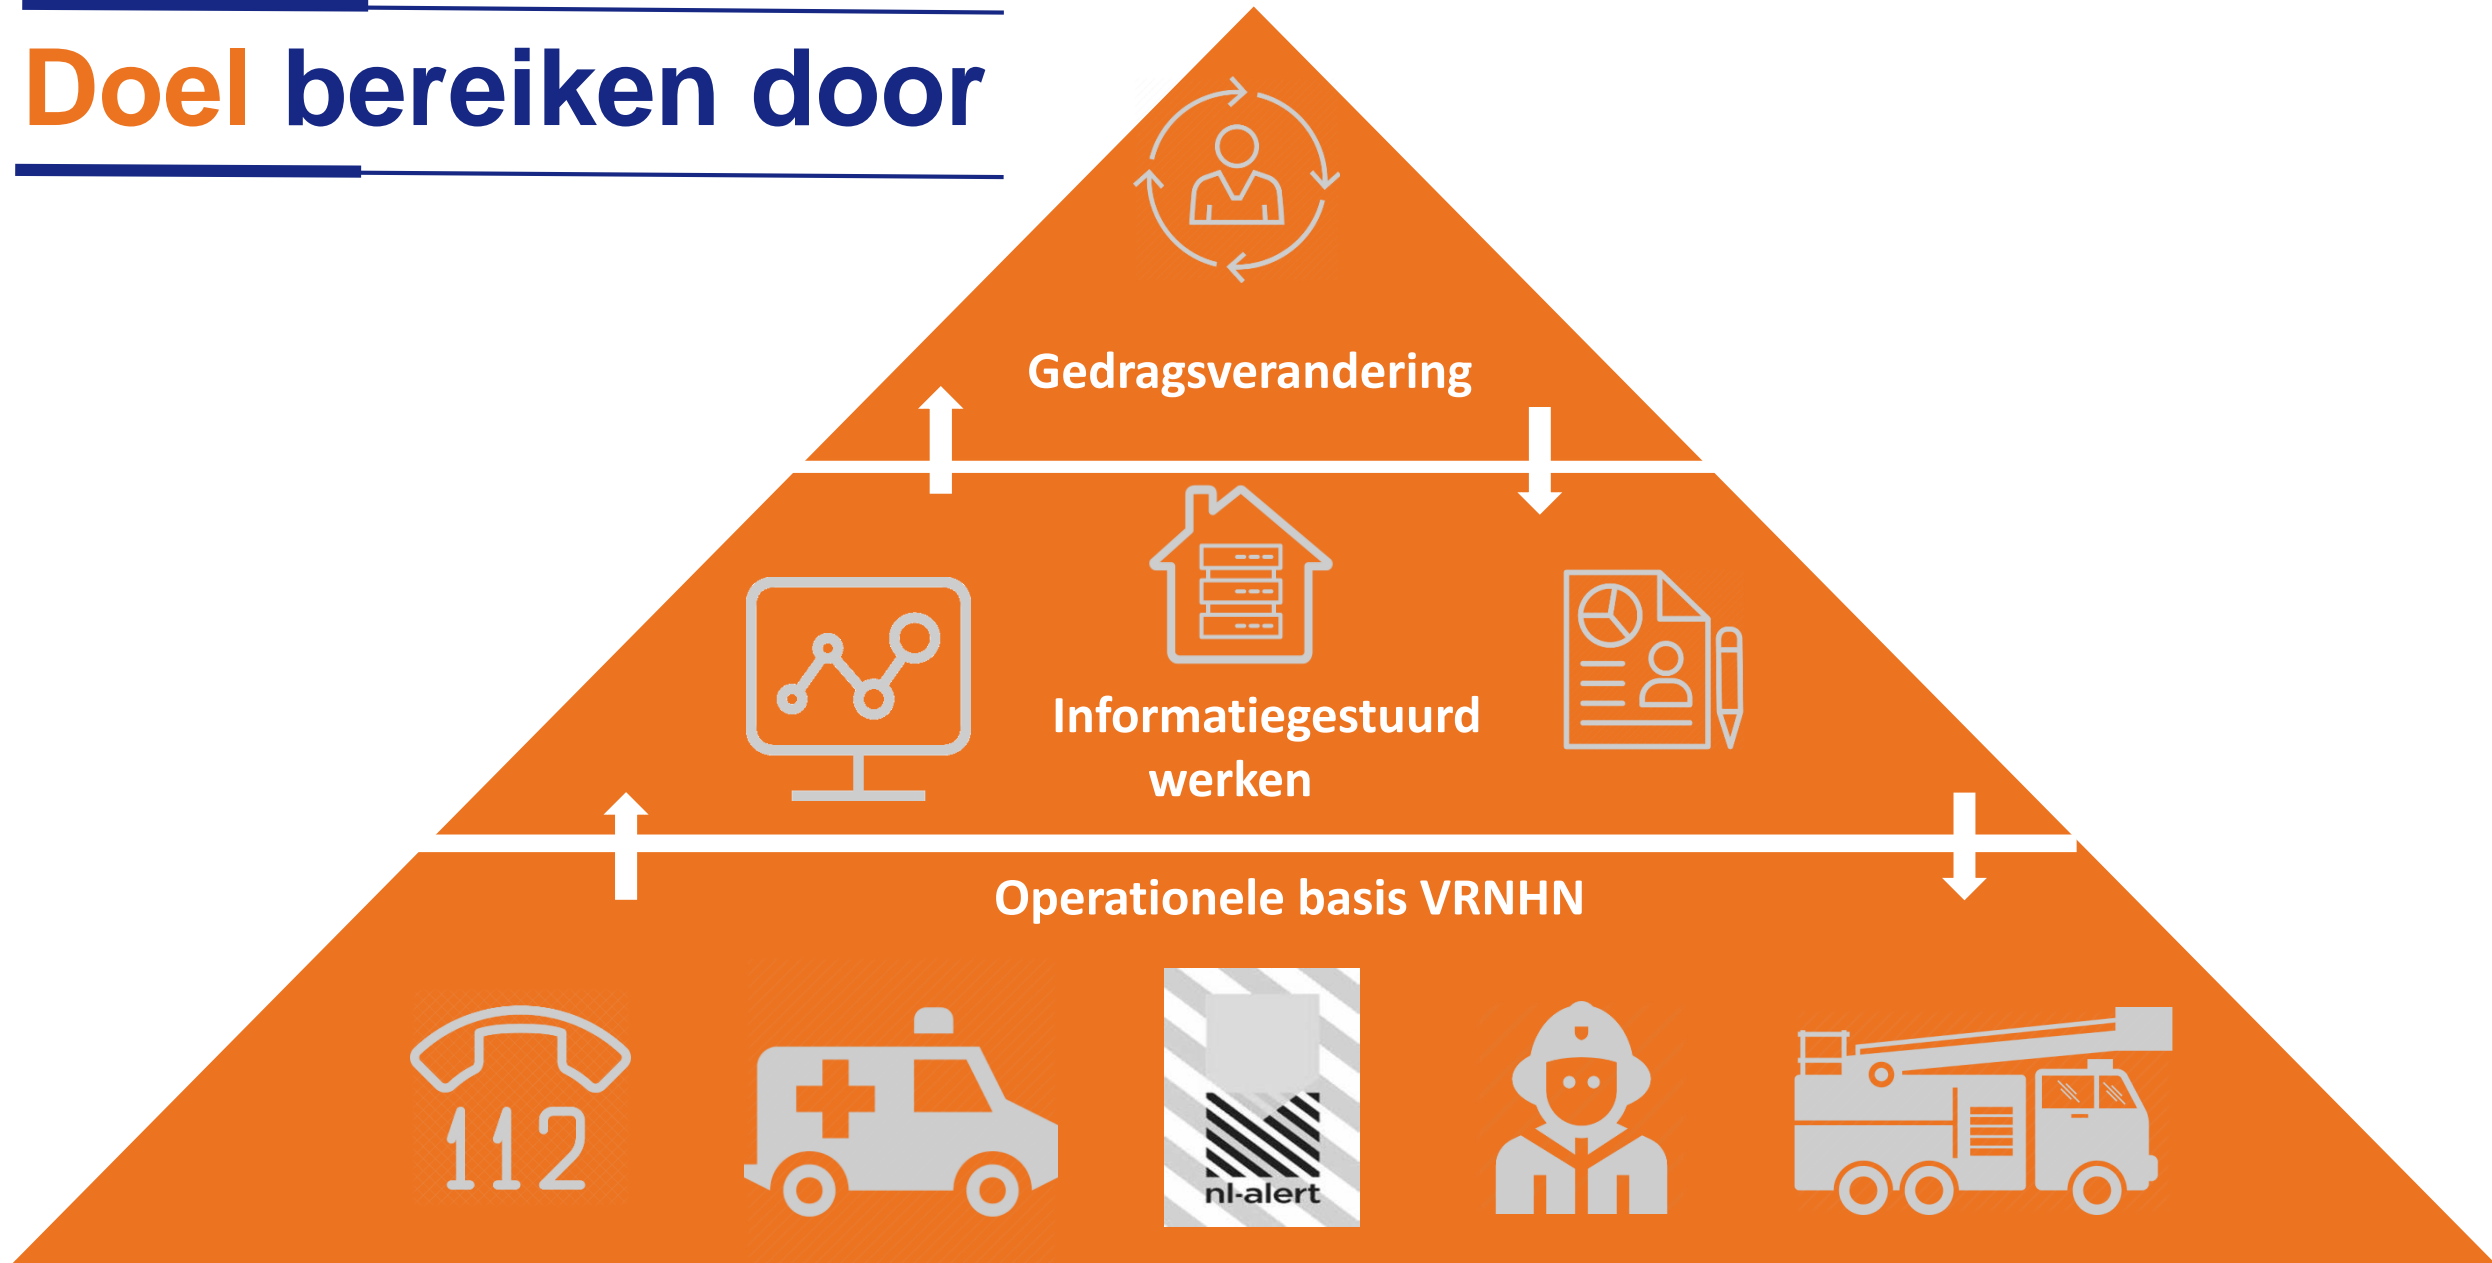 Doel bereiken door
Gedragsverandering
Informatiegestuurd
werken
Operationele basis VRNHN
112
nl-alert